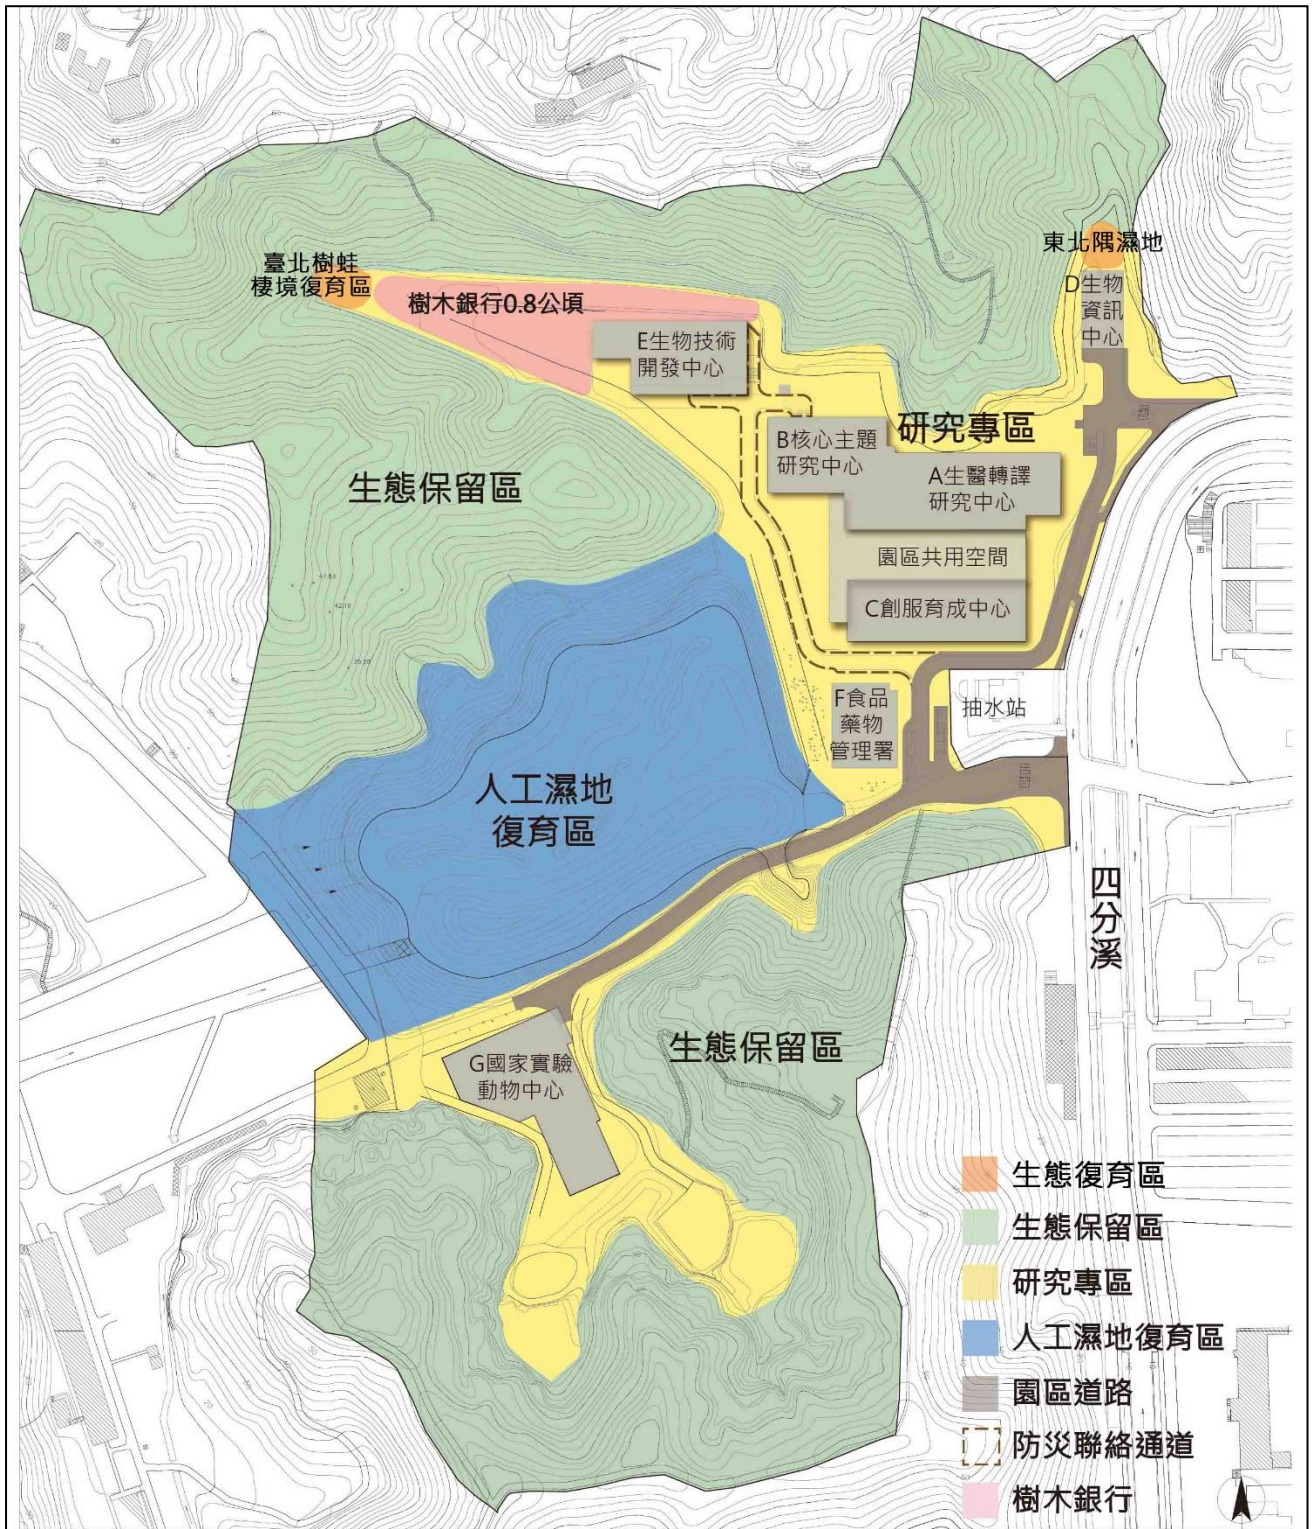 東北隅濕地
臺北樹蛙
棲境復育區
D生物
資訊
中心
樹木銀行0.8公頃
E生物技術
開發中心
研究專區
B核心主題
研究中心
A生醫轉譯
研究中心
生態保留區
園區共用空間
C創服育成中心
F食品
藥物
管理署
抽水站
人工濕地
復育區
四分溪
生態保留區
G國家實驗
動物中心
生態復育區
生態保留區
研究專區
人工濕地復育區
園區道路
防災聯絡通道
樹木銀行